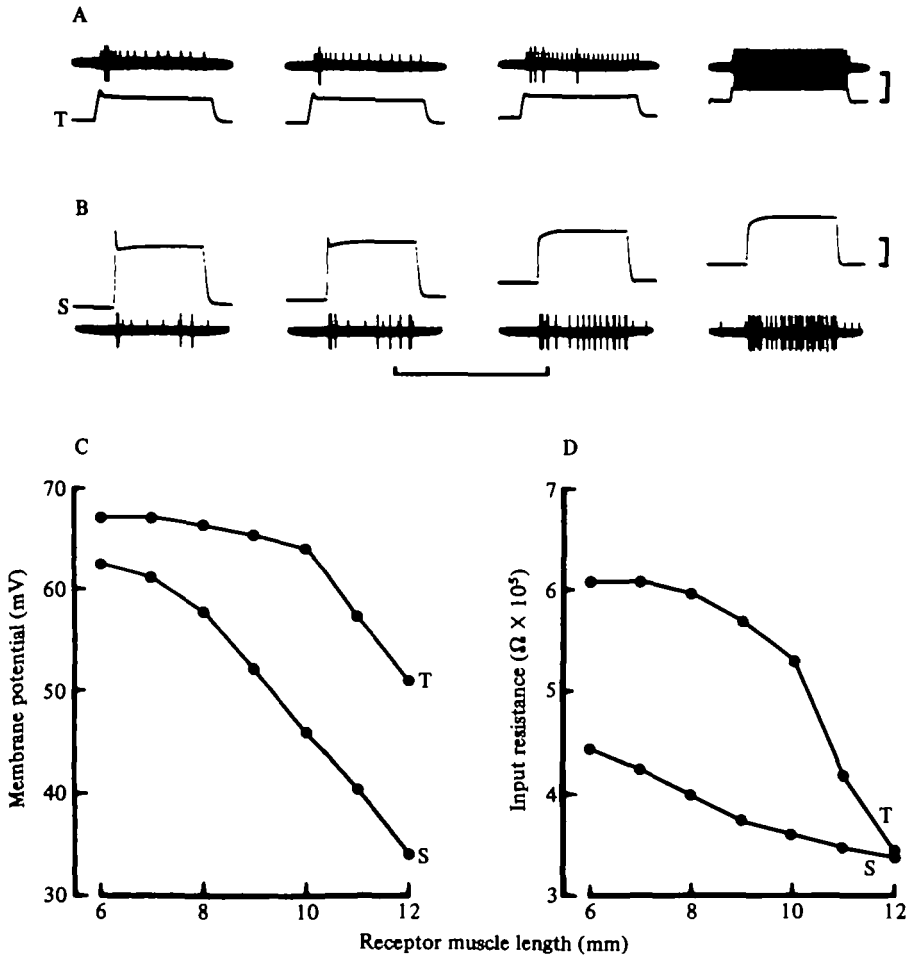 A
T
B
S
C
70
60
50
40
30
Membrane potential (mV)
T
S
6 8 10 12
D
7
6
5
4
3
Input resistance (Ω × 10⁵)
T
S
6 8 10 12
Receptor muscle length (mm)